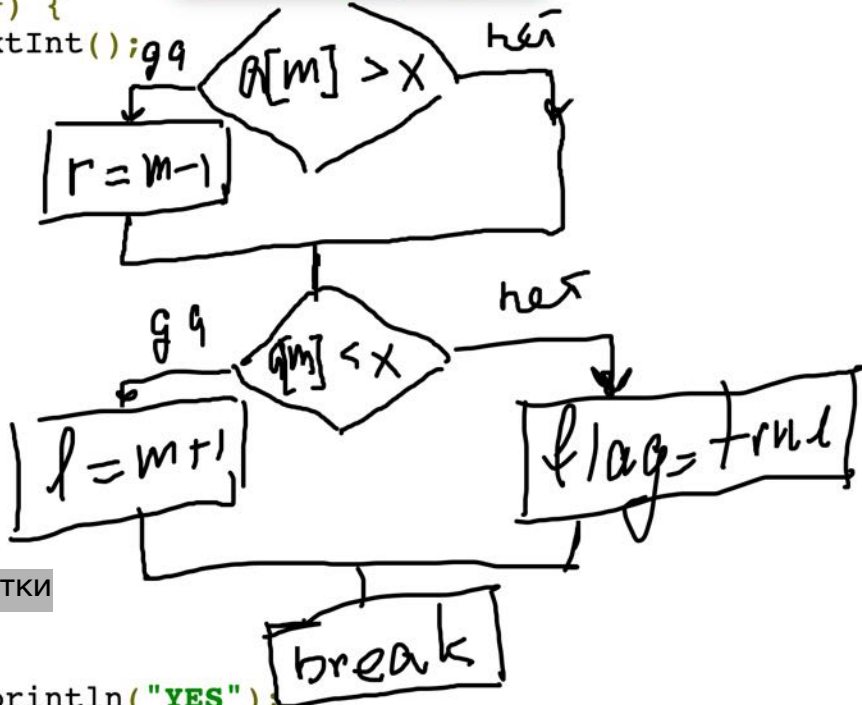 ) {
tInt();
да
a[m] > x
нет
r = m-1
да
a[m] < x
нет
l = m+1
flag = true
тки
break
println("YES")